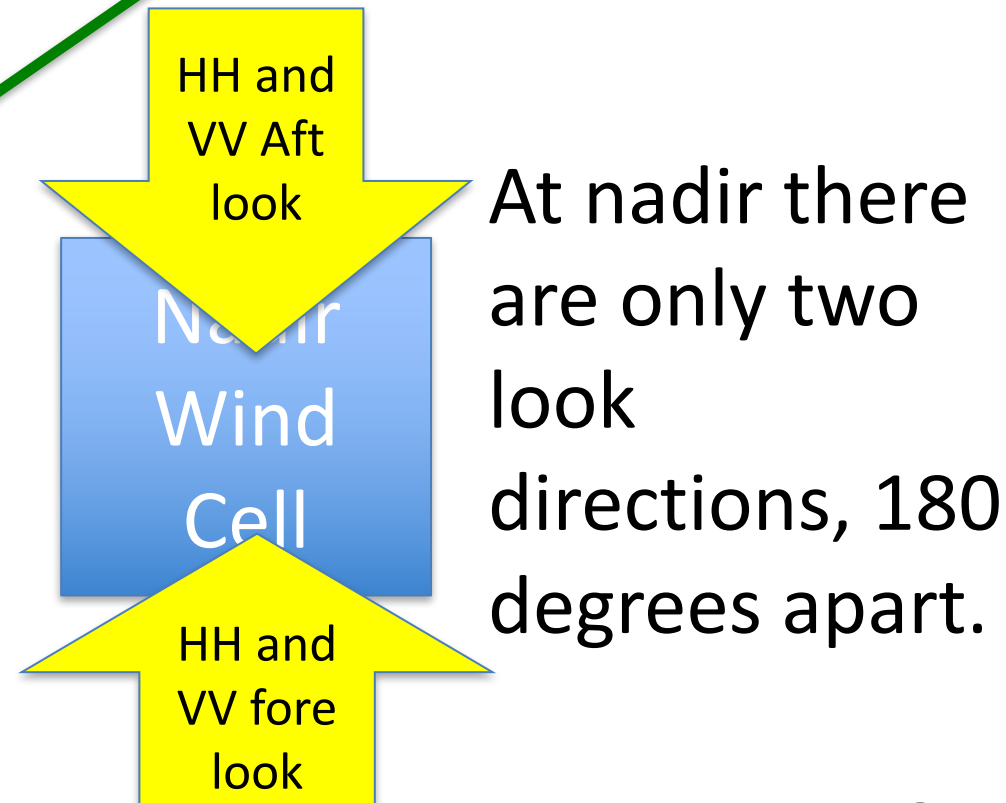 HH and
VV Aft
look
Nadir
Wind
Cell
HH and
VV fore
look
At nadir there
are only two
look
directions, 180
degrees apart.